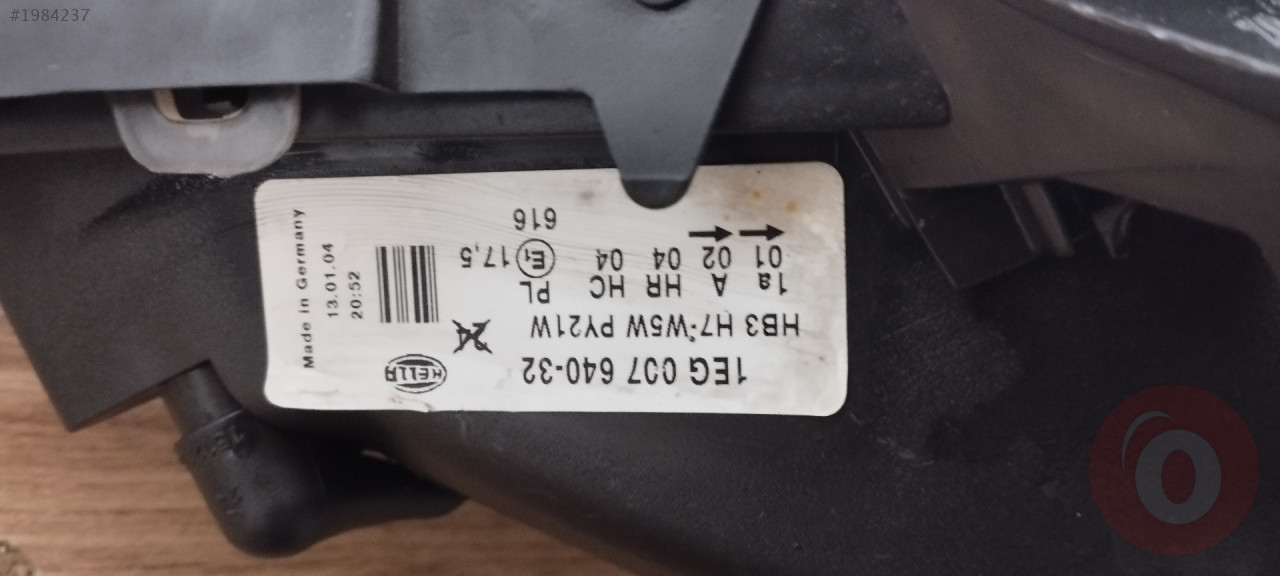 #1984237
1EG 007 640-32
HELLA
HB3 H7-W5W PY21W
24
1a A HR HC PL
01 02 04 04 E1 17,5
616
Made in Germany
13.01.04
20:52